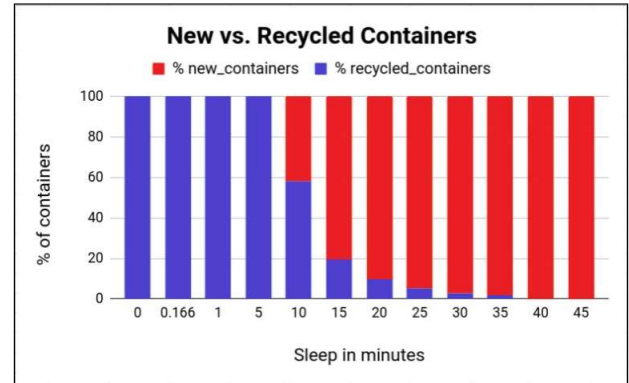 New vs. Recycled Containers
% new_containers % recycled_containers
100
80
60
40
20
0
% of containers
0 0.166 1 5 10 15 20 25 30 35 40 45
Sleep in minutes